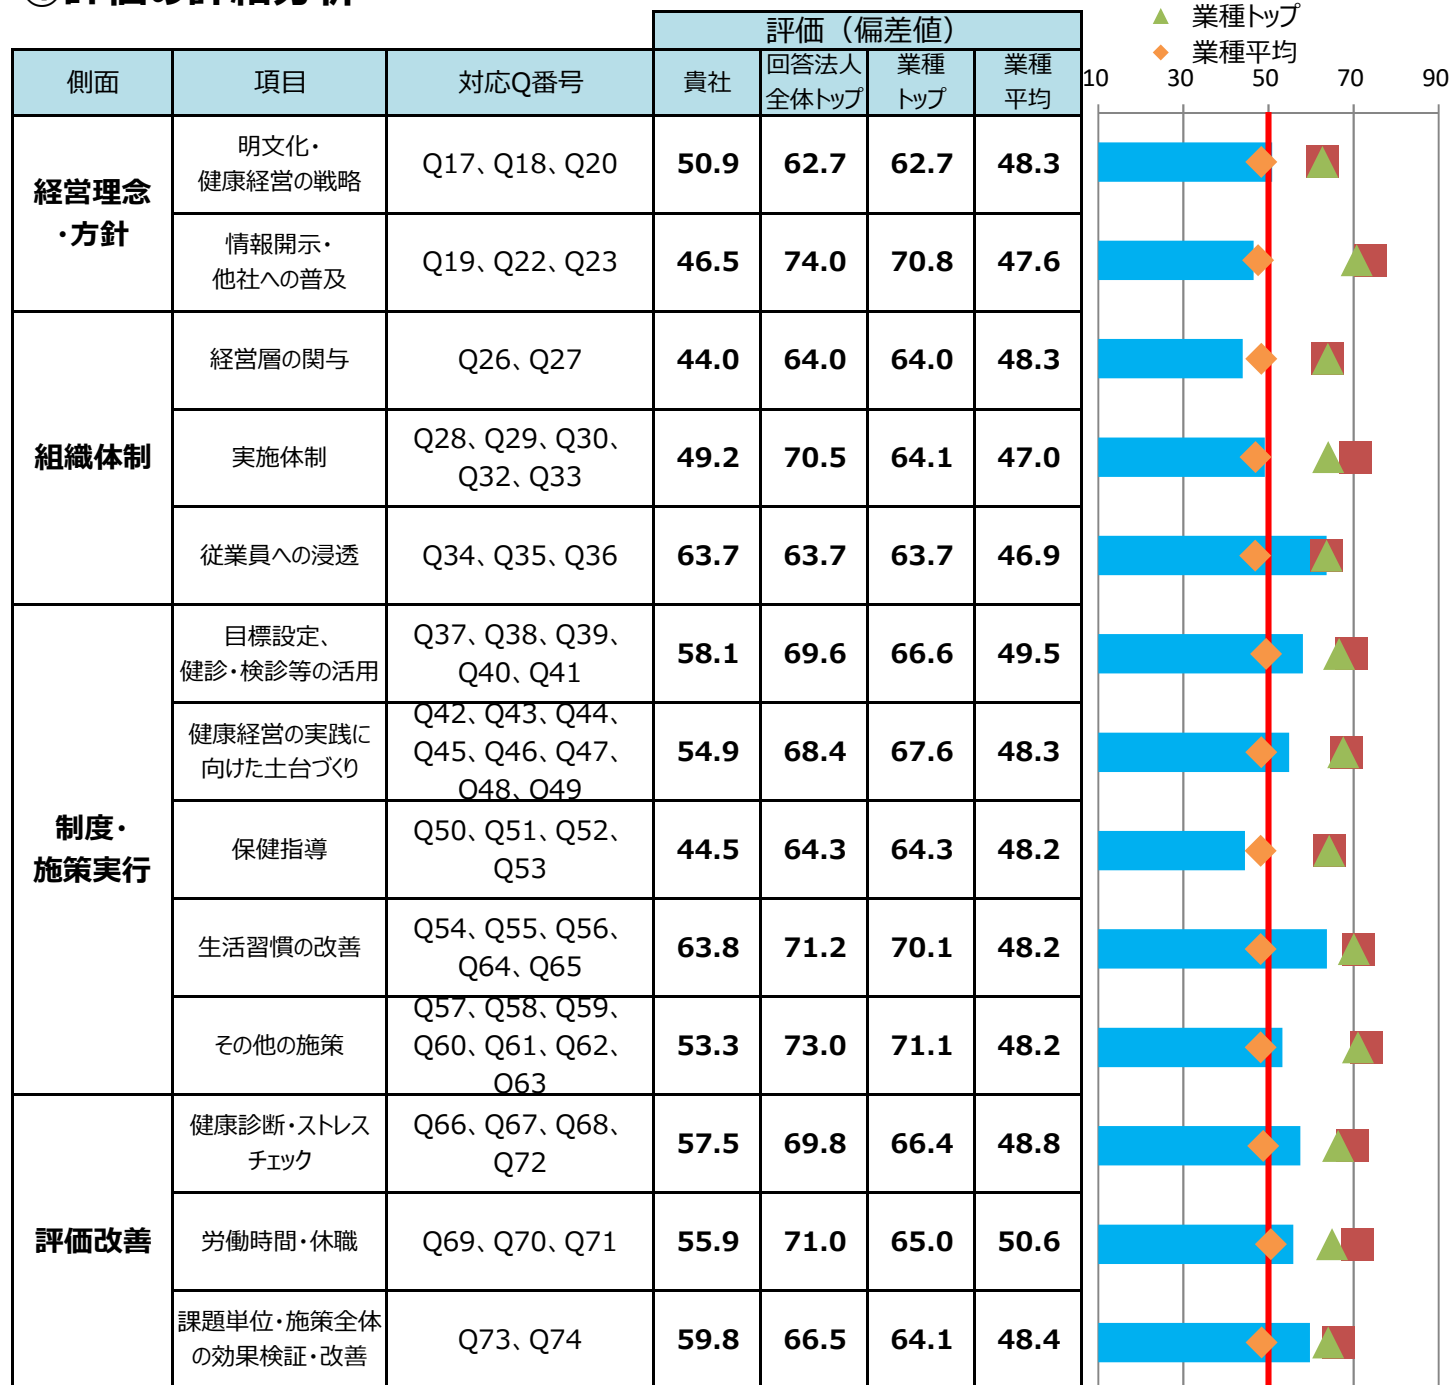 評価（偏差値）
側面 項目 対応Q番号 貴社 回答法人 業種 業種
全体トップ トップ 平均
▲ 業種トップ
◆ 業種平均
10 30 50 70 90
経営理念
・方針
明文化・
健康経営の戦略
Q17、Q18、Q20 50.9 62.7 62.7 48.3
情報開示・
他社への普及
Q19、Q22、Q23 46.5 74.0 70.8 47.6
組織体制
経営層の関与 Q26、Q27 44.0 64.0 64.0 48.3
実施体制
Q28、Q29、Q30、
Q32、Q33
49.2 70.5 64.1 47.0
従業員への浸透 Q34、Q35、Q36 63.7 63.7 63.7 46.9
制度・
施策実行
目標設定、
健診・検診等の活用
Q37、Q38、Q39、
Q40、Q41
58.1 69.6 66.6 49.5
健康経営の実践に
向けた土台づくり
Q42、Q43、Q44、
Q45、Q46、Q47、
Q48、Q49
54.9 68.4 67.6 48.3
保健指導
Q50、Q51、Q52、
Q53
44.5 64.3 64.3 48.2
生活習慣の改善
Q54、Q55、Q56、
Q64、Q65
63.8 71.2 70.1 48.2
その他の施策
Q57、Q58、Q59、
Q60、Q61、Q62、
Q63
53.3 73.0 71.1 48.2
評価改善
健康診断・ストレス
チェック
Q66、Q67、Q68、
Q72
57.5 69.8 66.4 48.8
労働時間・休職 Q69、Q70、Q71 55.9 71.0 65.0 50.6
課題単位・施策全体
の効果検証・改善
Q73、Q74 59.8 66.5 64.1 48.4